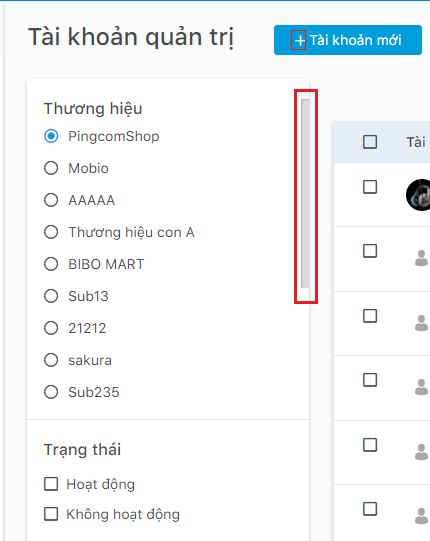 Tài khoản quản trị
+ Tài khoản mới
Thương hiệu
PingcomShop
Mobio
AAAAA
Thương hiệu con A
BIBO MART
Sub13
21212
sakura
Sub235
Trạng thái
Hoạt động
Không hoạt động
Tài